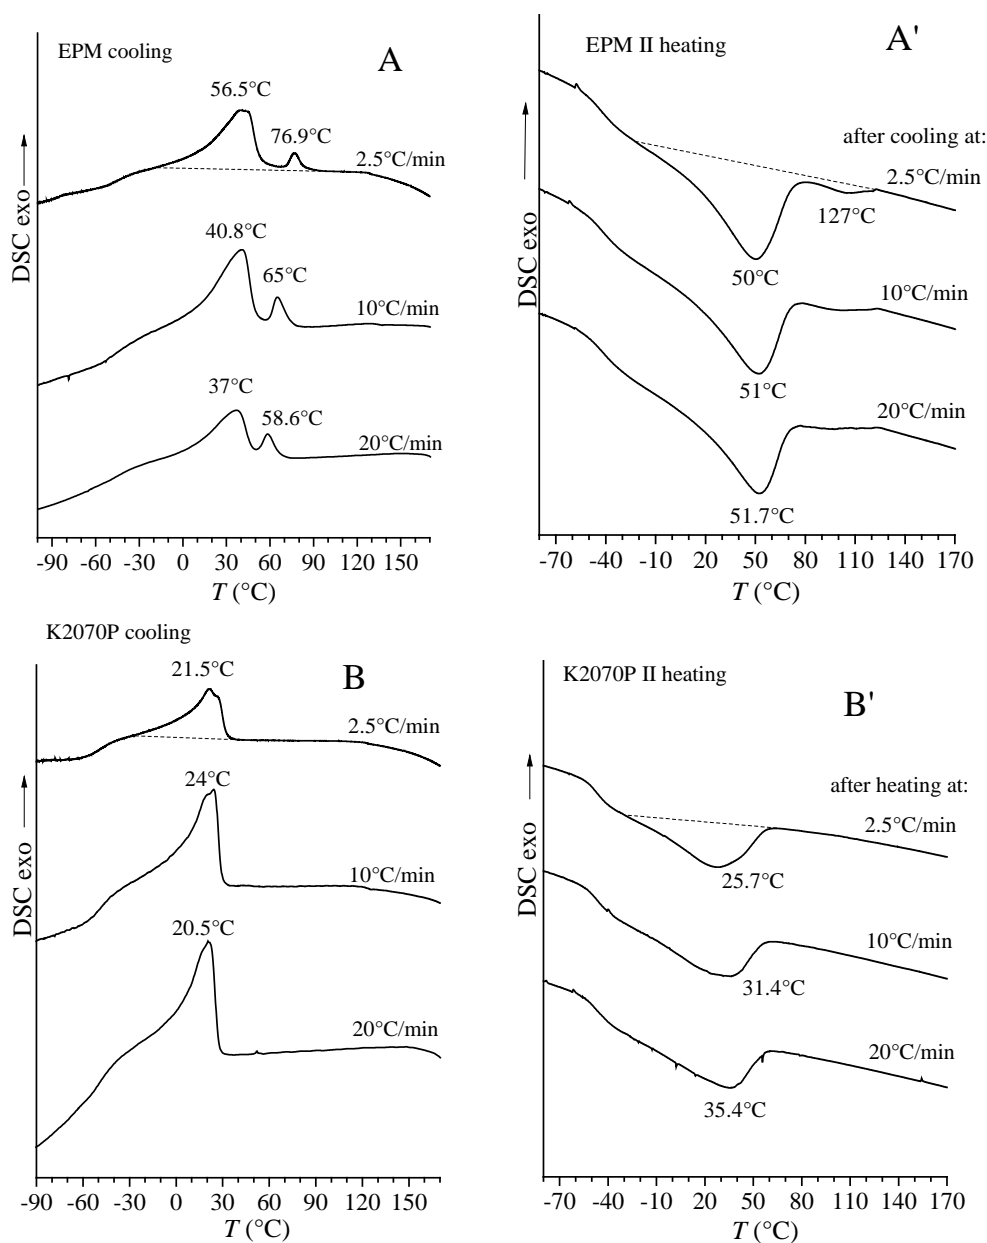 EPM cooling
A
56.5°C
76.9°C
2.5°C/min
40.8°C
65°C
10°C/min
37°C
58.6°C
20°C/min
DSC exo
-90 -60 -30 0 30 60 90 120 150
T (°C)
EPM II heating
A'
after cooling at:
2.5°C/min
127°C
50°C
10°C/min
51°C
20°C/min
51.7°C
DSC exo
-70 -40 -10 20 50 80 110 140 170
T (°C)
K2070P cooling
B
21.5°C
2.5°C/min
24°C
10°C/min
20.5°C
20°C/min
DSC exo
-90 -60 -30 0 30 60 90 120 150
T (°C)
K2070P II heating
B'
after heating at:
2.5°C/min
25.7°C
10°C/min
31.4°C
20°C/min
35.4°C
DSC exo
-70 -40 -10 20 50 80 110 140 170
T (°C)